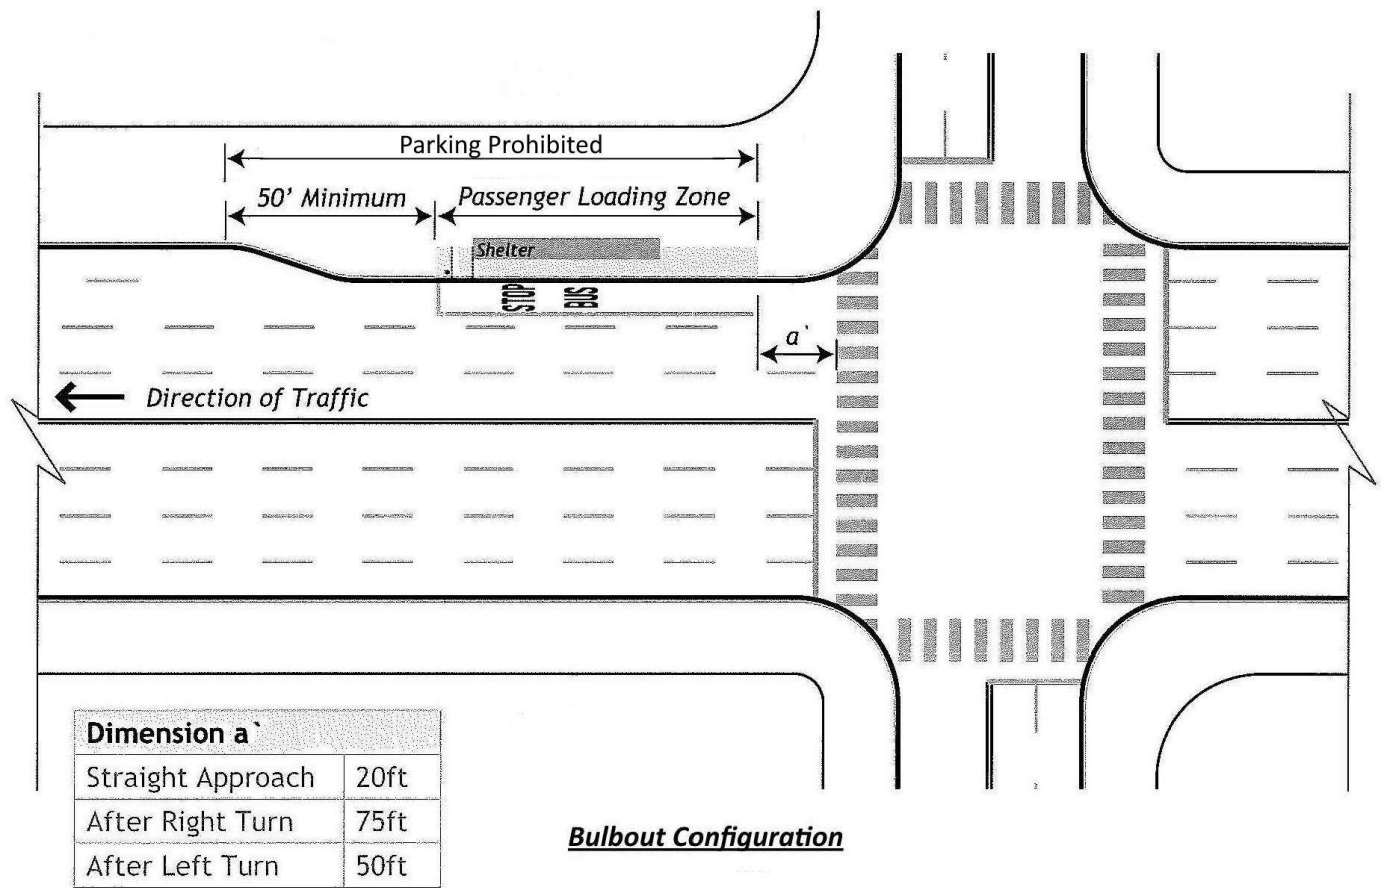 Parking Prohibited
50' Minimum
Passenger Loading Zone
Shelter
STOP
BUS
a`
Direction of Traffic
Dimension a`
Straight Approach 20ft
After Right Turn 75ft
After Left Turn 50ft
Bulbout Configuration